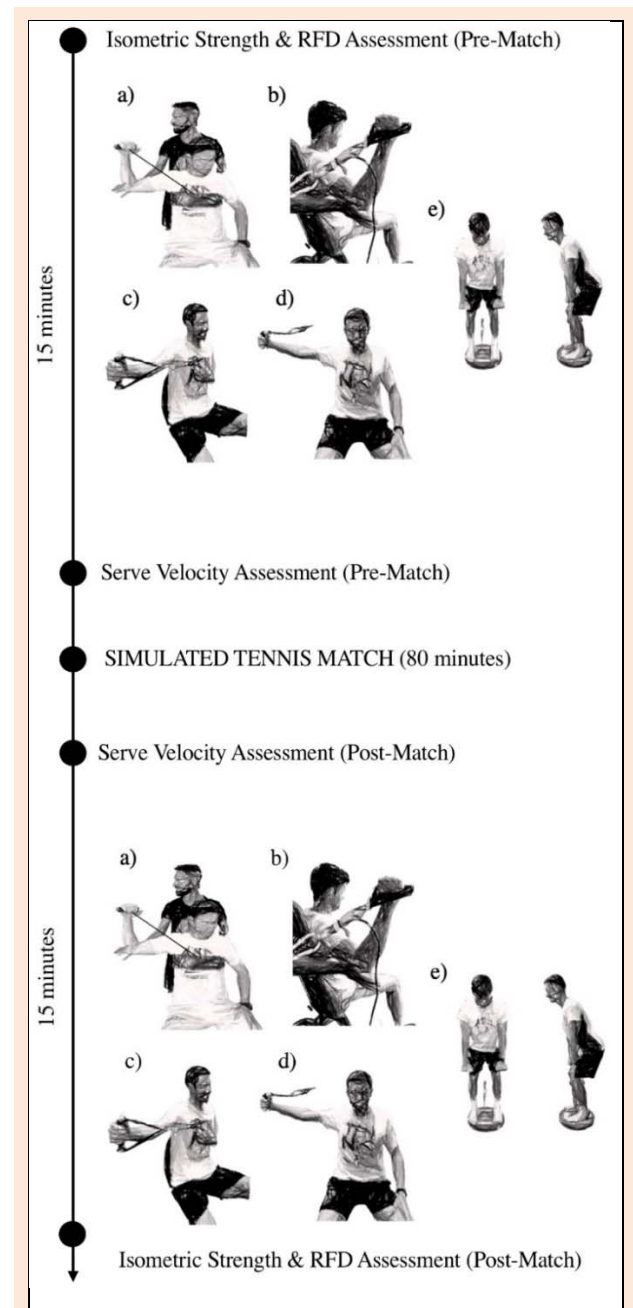 Isometric Strength & RFD Assessment (Pre-Match)
a)
b)
e)
c)
d)
15 minutes
Serve Velocity Assessment (Pre-Match)
SIMULATED TENNIS MATCH (80 minutes)
Serve Velocity Assessment (Post-Match)
a)
b)
e)
c)
d)
15 minutes
Isometric Strength & RFD Assessment (Post-Match)